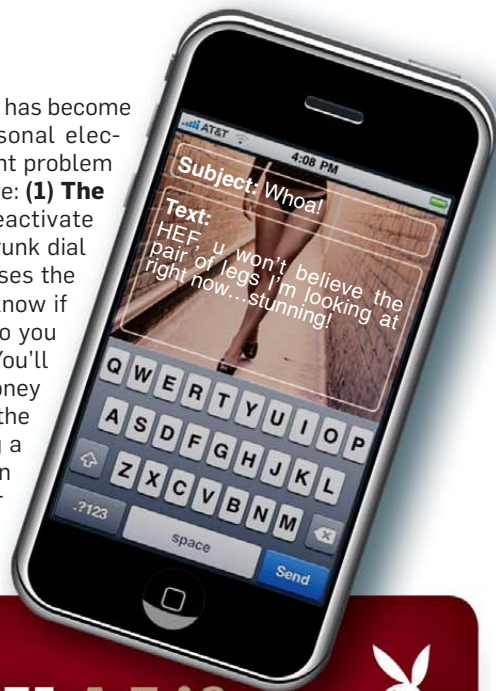 has become
sonal elec-
nt problem
e: (1) The
eactivate
runk dial
ses the
know if
o you
You'll
oney
the
g a
n
r
AT&T
4:08 PM
Subject: Whoa!
Text:
HEF, u won't believe the
pair of legs I'm looking at
right now...stunning!
Q W E R T Y U I O P
A S D F G H J K L
Z X C V B N M
.?123
space
Send